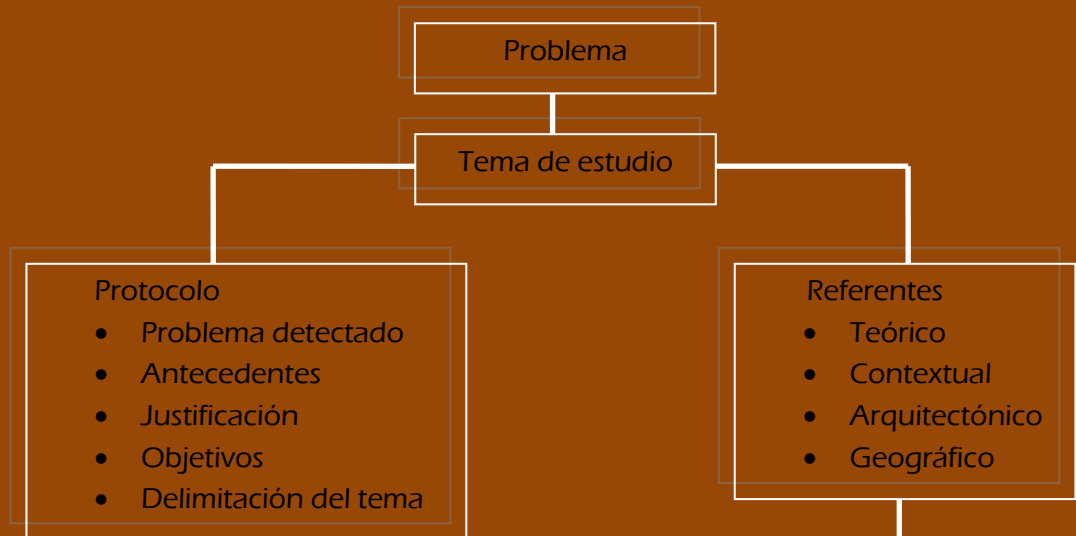 Problema
Tema de estudio
Protocolo
• Problema detectado
• Antecedentes
• Justificación
• Objetivos
• Delimitación del tema
Referentes
• Teórico
• Contextual
• Arquitectónico
• Geográfico